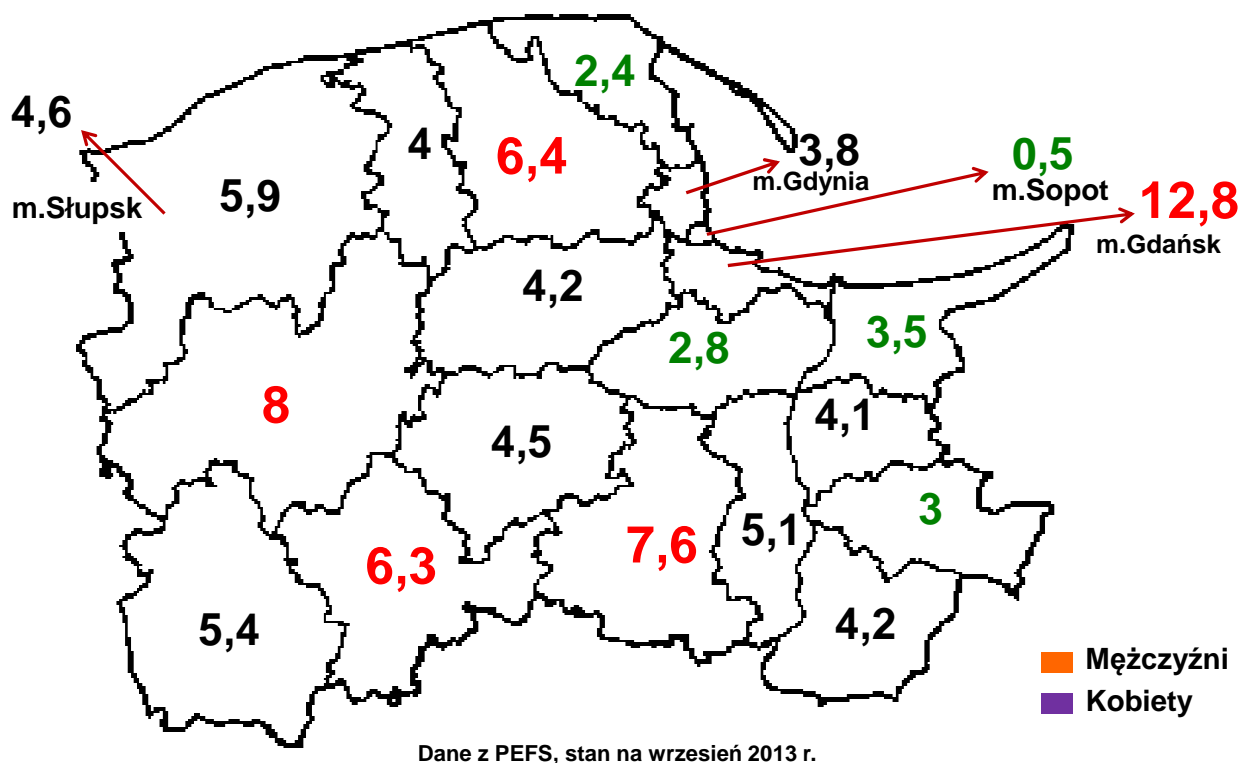 2,4
4,6
4
6,4
3,8
m.Gdynia
0,5
m.Sopot
12,8
m.Gdańsk
m.Słupsk
5,9
4,2
2,8
3,5
8
4,5
4,1
3
5,1
7,6
6,3
5,4
4,2
Mężczyźni
Kobiety
Dane z PEFS, stan na wrzesień 2013 r.